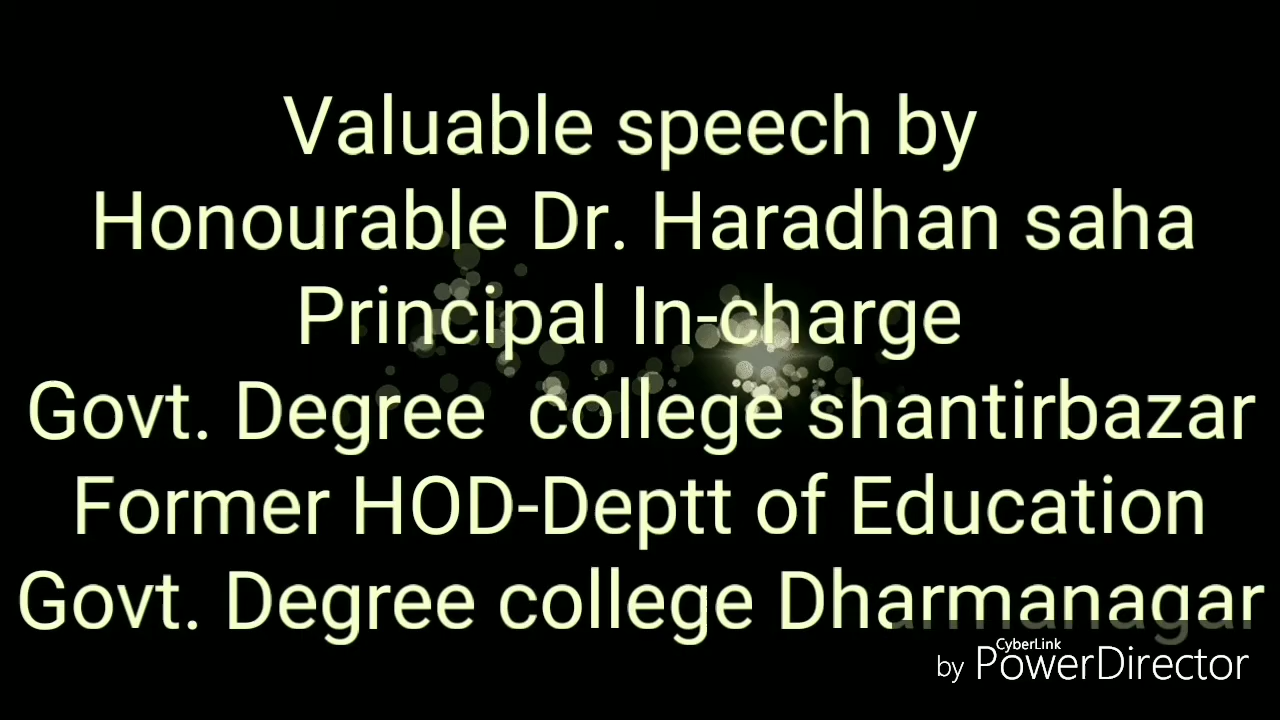 Valuable speech by
Honourable Dr. Haradhan saha
Principal In-charge
Govt. Degree college shantirbazar
Former HOD-Deptt of Education
Govt. Degree college Dharmanagar
CyberLink
by PowerDirector